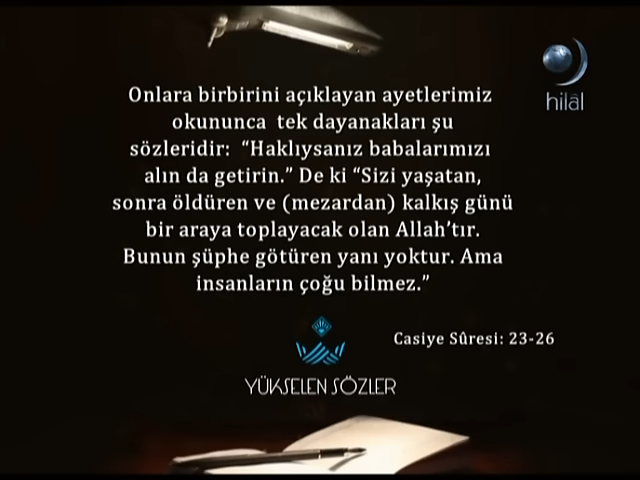 hilâl
Onlara birbirini açıklayan ayetlerimiz
okununca tek dayanakları şu
sözleridir: “Haklıysanız babalarımızı
alın da getirin.” De ki “Sizi yaşatan,
sonra öldüren ve (mezardan) kalkış günü
bir araya toplayacak olan Allah’tır.
Bunun şüphe götüren yanı yoktur. Ama
insanların çoğu bilmez.”
Casiye Sûresi: 23-26
YÜKSELEN SÖZLER